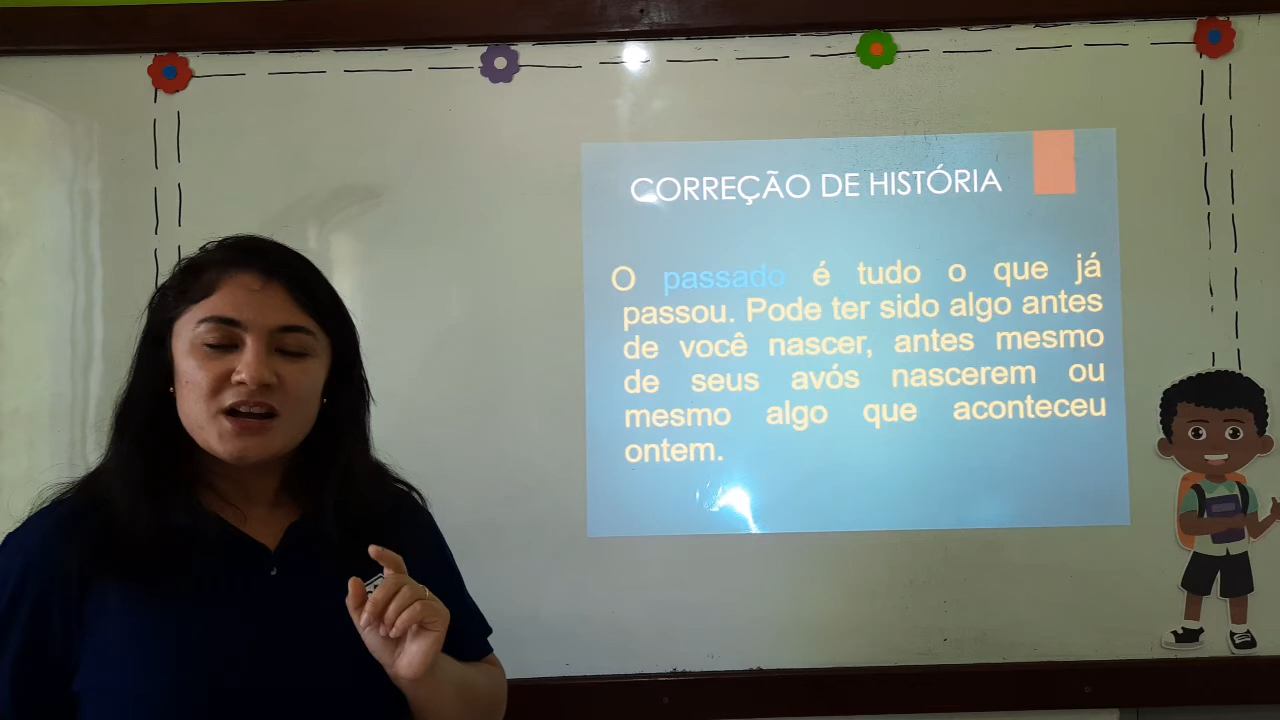 CORREÇÃO DE HISTÓRIA
O passado é tudo o que já
passou. Pode ter sido algo antes
de você nascer, antes mesmo
de seus avós nascerem ou
mesmo algo que aconteceu
ontem.